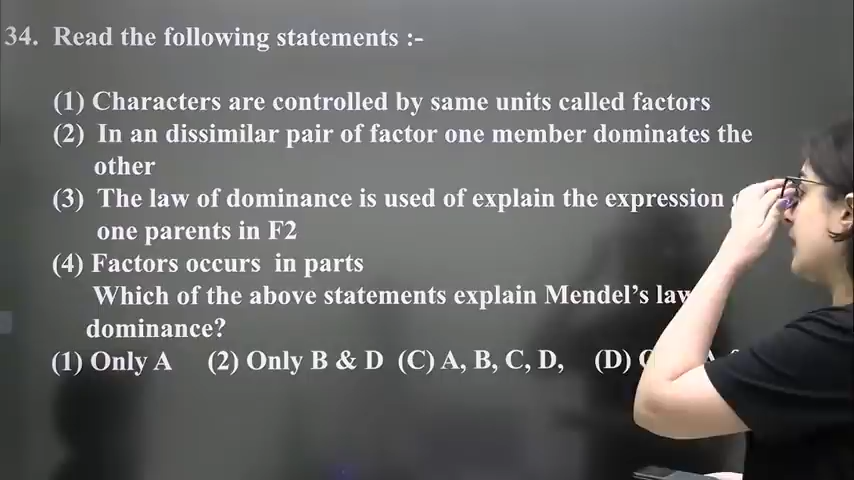 34. Read the following statements :-
(1) Characters are controlled by same units called factors
(2) In an dissimilar pair of factor one member dominates the
other
(3) The law of dominance is used of explain the expression
one parents in F2
(4) Factors occurs in parts
Which of the above statements explain Mendel's law
dominance?
(1) Only A (2) Only B & D (C) A, B, C, D, (D)